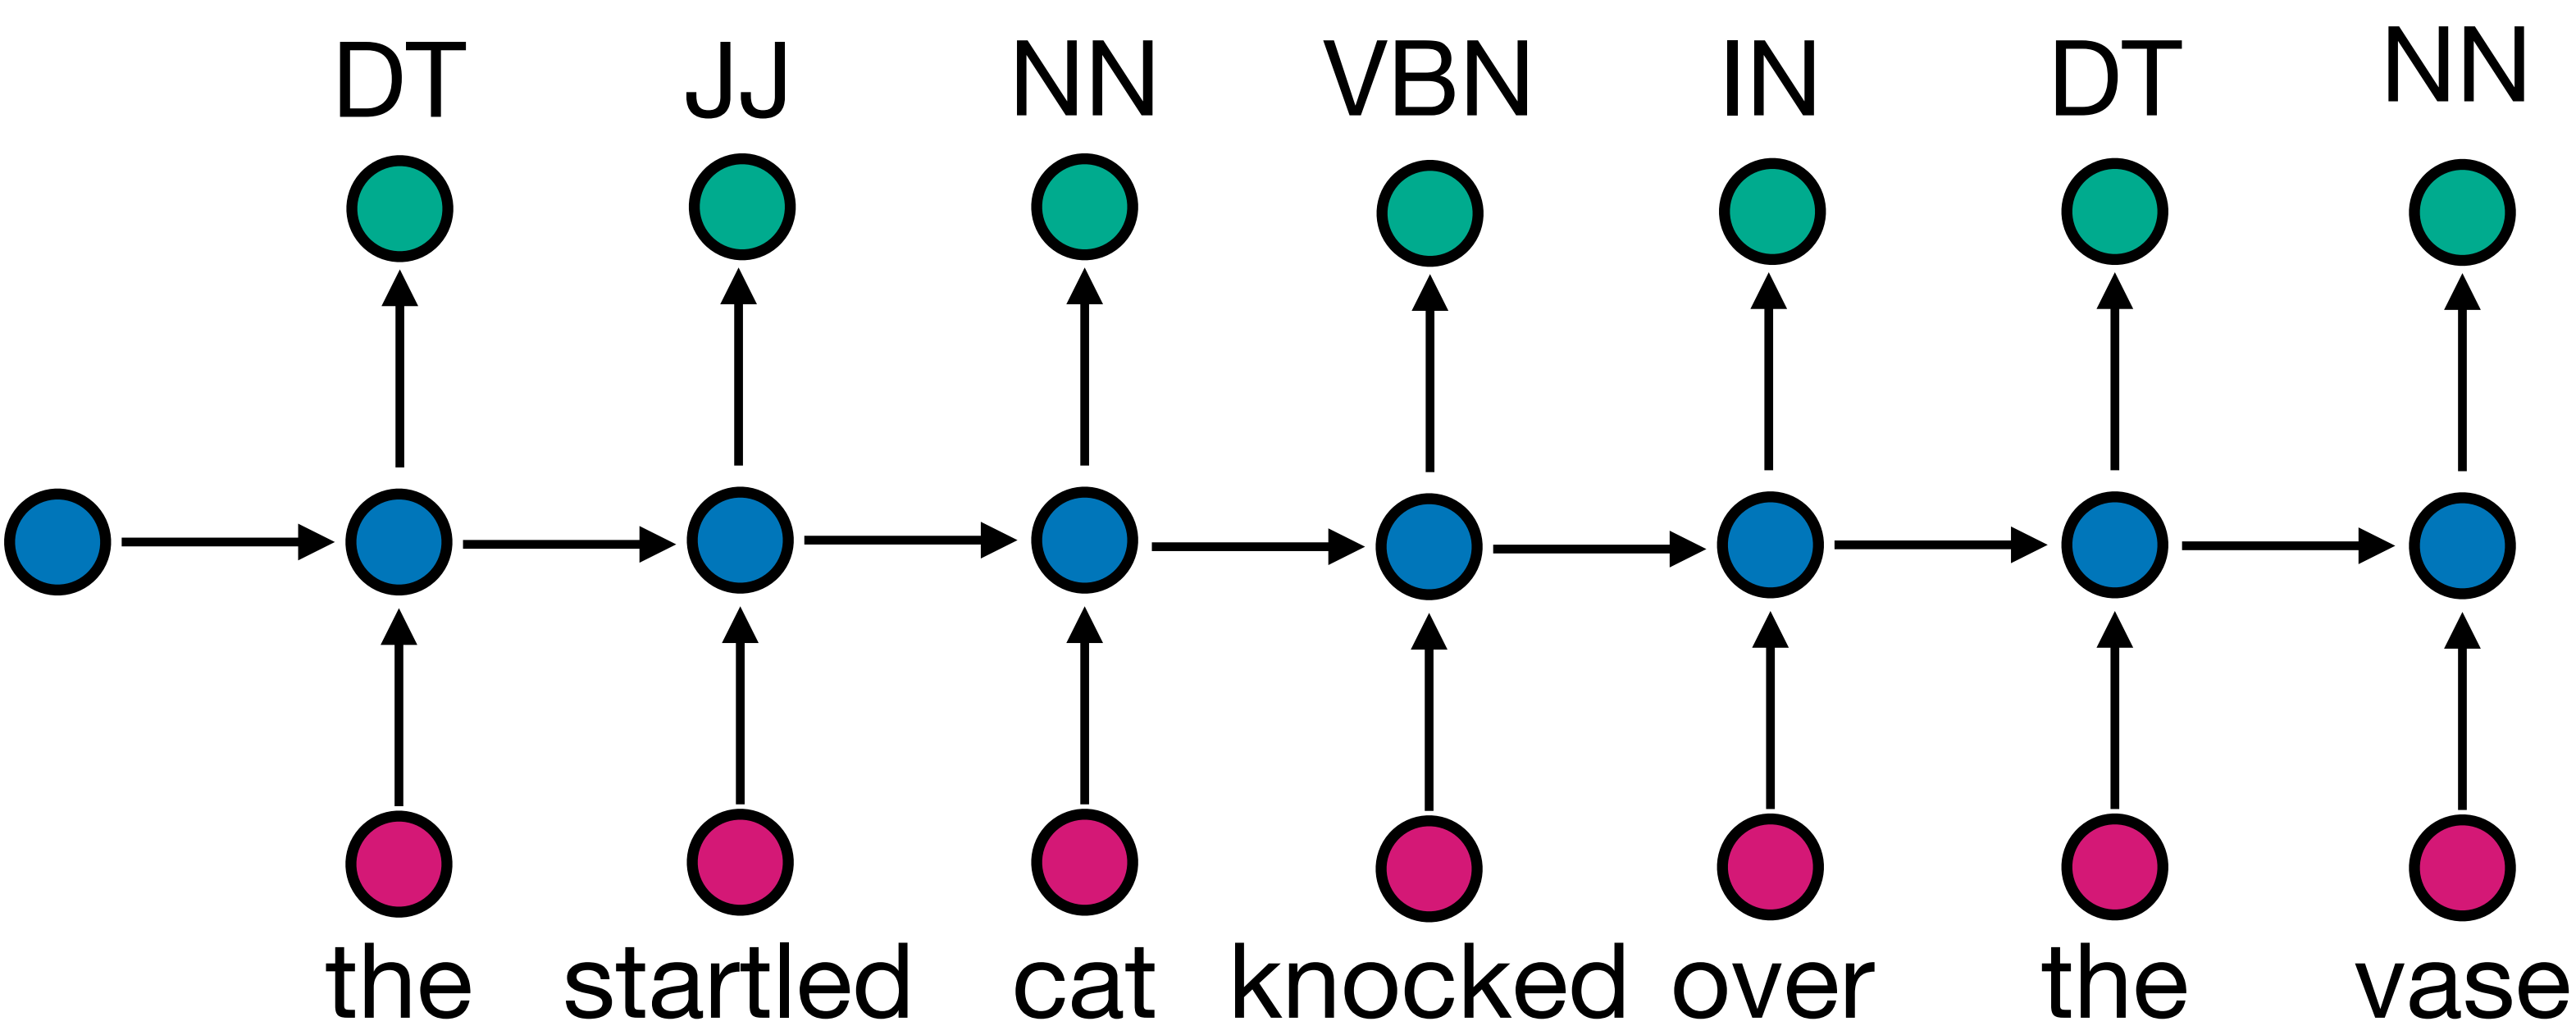 DT JJ NN VBN IN DT NN
the startled cat knocked over the vase